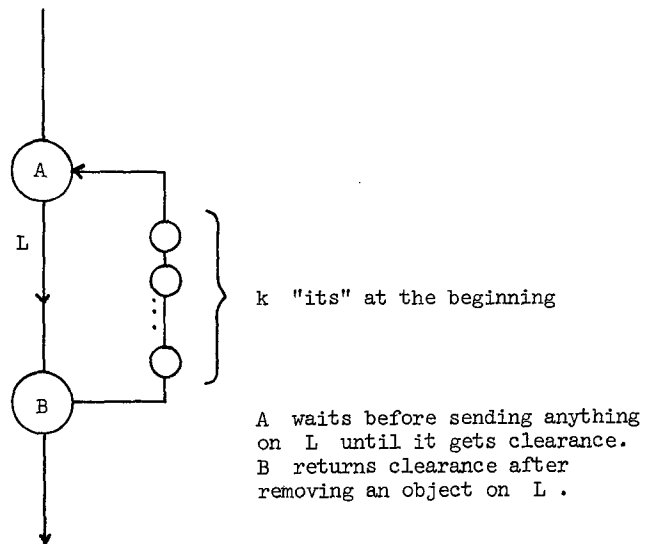 A
L
k "its" at the beginning
B
A waits before sending anything
on L until it gets clearance.
B returns clearance after
removing an object on L .